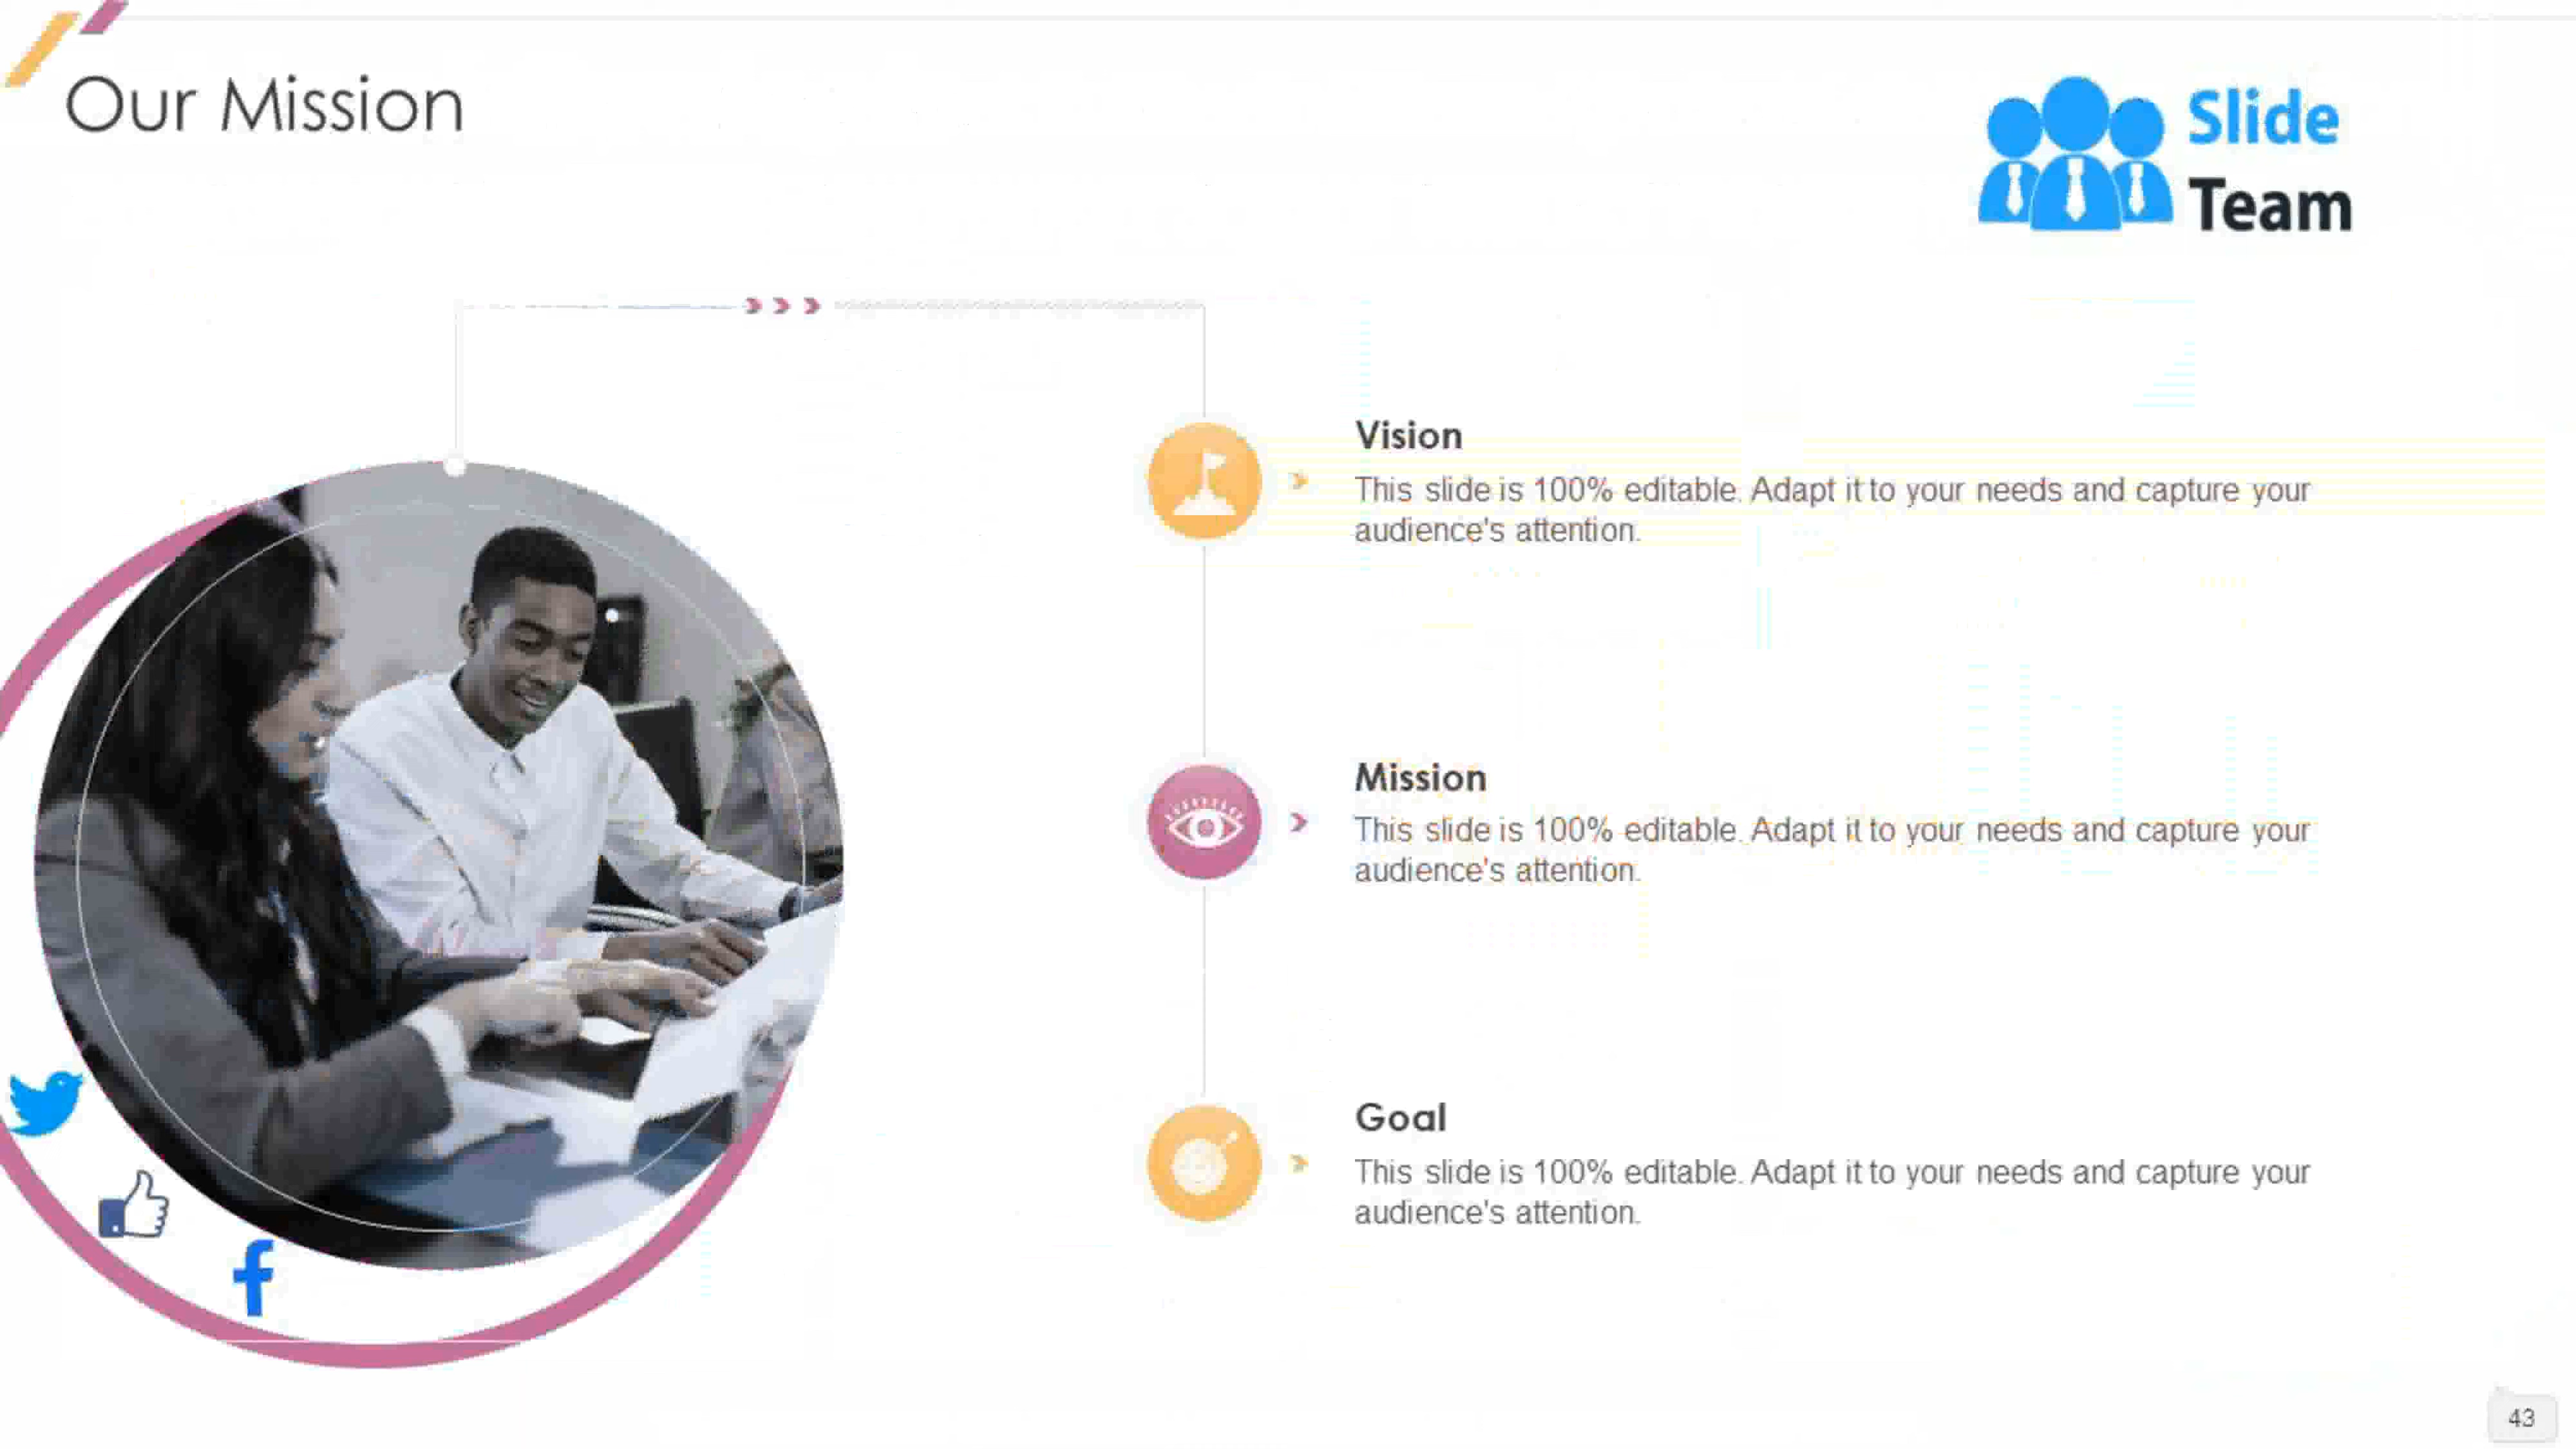 Our Mission
Slide
Team
Vision
This slide is 100% editable. Adapt it to your needs and capture your
audience's attention.
Mission
This slide is 100% editable. Adapt it to your needs and capture your
audience's attention.
Goal
This slide is 100% editable. Adapt it to your needs and capture your
audience's attention.
43